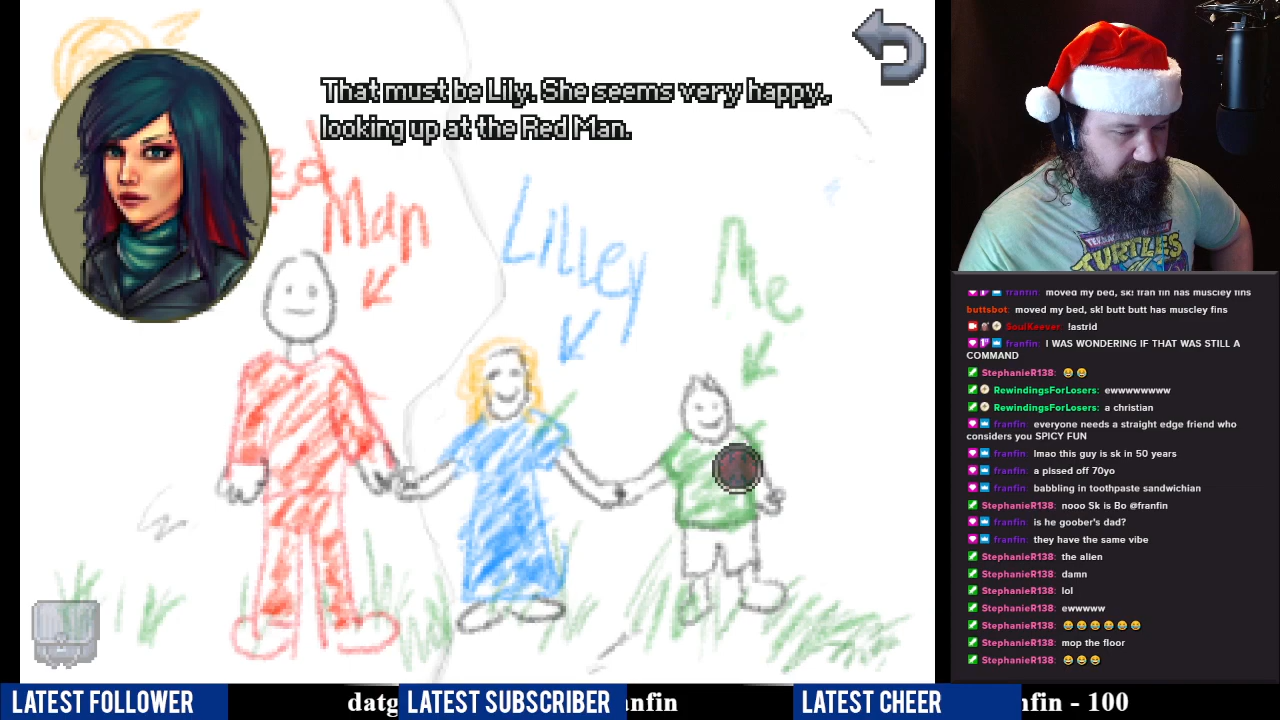 That must be Lily. She seems very happy,
looking up at the Red Man.
ed
Man
Lilley
Me
TURTLES
franfin: moved my bed, sk! fran fin has muscley fins
buttsbot: moved my bed, sk! butt butt has muscley fins
SoulKeever: !astrid
franfin: I WAS WONDERING IF THAT WAS STILL A
COMMAND
StephanieR138: 😂 😂
RewindingsForLosers: ewwwwwwww
RewindingsForLosers: a christian
franfin: everyone needs a straight edge friend who
considers you SPICY FUN
franfin: lmao this guy is sk in 50 years
franfin: a pissed off 70yo
franfin: babbling in toothpaste sandwichian
StephanieR138: nooo Sk is Bo @franfin
franfin: is he goober's dad?
franfin: they have the same vibe
StephanieR138: the alien
StephanieR138: damn
StephanieR138: lol
StephanieR138: ewwwww
StephanieR138: 😂 😂 😂 😂 😂 😂
StephanieR138: mop the floor
StephanieR138: 😂 😂 😂
LATEST FOLLOWER datg LATEST SUBSCRIBER nfin LATEST CHEER nfin - 100